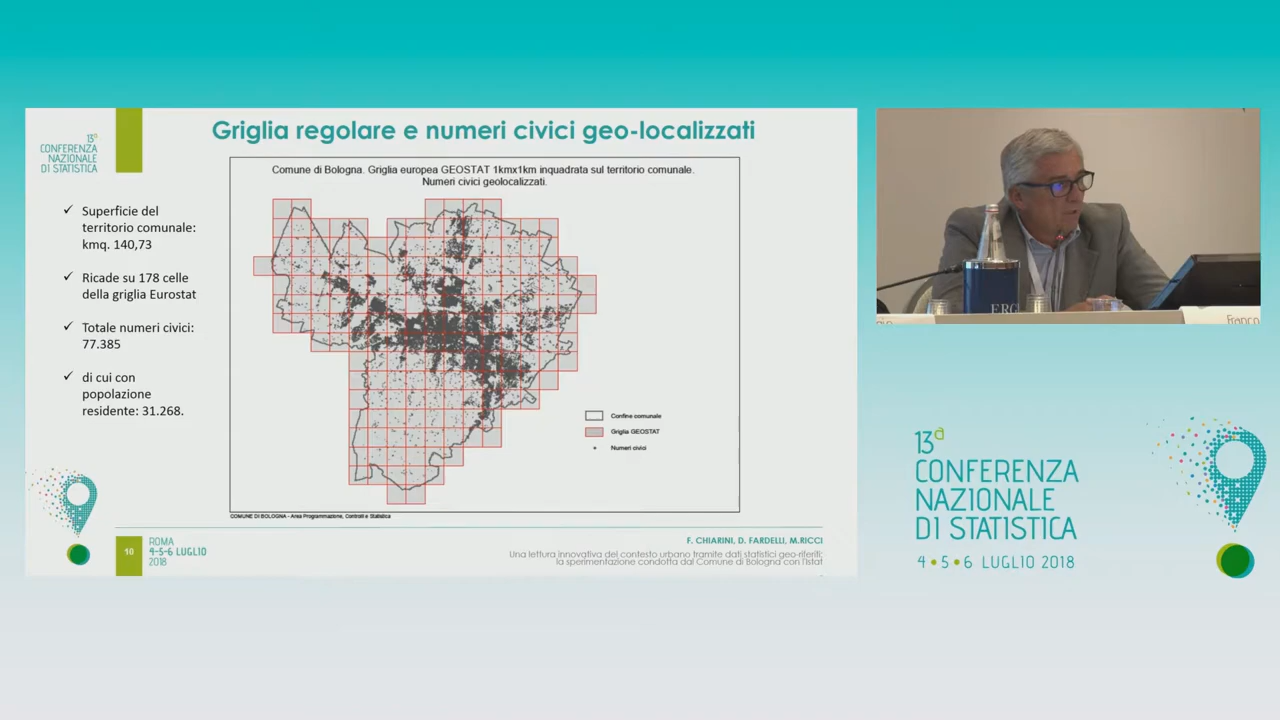 Griglia regolare e numeri civici geo-localizzati
13ª
CONFERENZA
NAZIONALE
DI STATISTICA
Superficie del
territorio comunale:
kmq. 140,73
Ricade su 178 celle
della griglia Eurostat
Totale numeri civici:
77.385
di cui con
popolazione
residente: 31.268.
Comune di Bologna. Griglia europea GEOSTAT 1kmx1km inquadrata sul territorio comunale.
Numeri civici geolocalizzati.
Confine comunale
Griglia GEOSTAT
Numeri civici
COMUNE DI BOLOGNA - Area Programmazione, Controlli e Statistica
10
ROMA
4-5-6 LUGLIO
2018
F. CHIARINI, D. FARDELLI, M.RICCI
Una lettura innovativa del contesto urbano tramite dati statistici geo-riferiti:
la sperimentazione condotta dal Comune di Bologna con l'Istat
ERG
Franco
13ª
CONFERENZA
NAZIONALE
DI STATISTICA
4•5•6 LUGLIO 2018